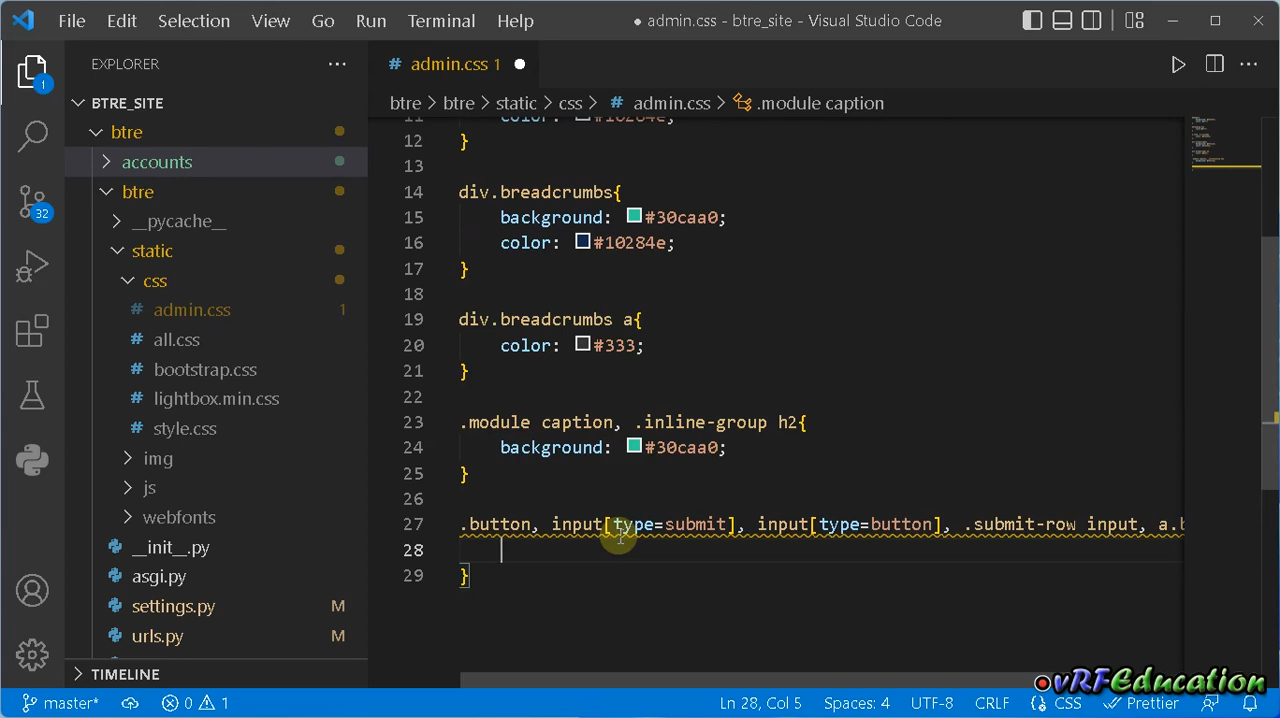 File Edit Selection View Go Run Terminal Help ● admin.css - btre_site - Visual Studio Code
EXPLORER
# admin.css 1
BTRE_SITE
btre > btre > static > css > # admin.css > .module caption
btre
accounts
btre
__pycache__
static
css
# admin.css 1
# all.css
# bootstrap.css
# lightbox.min.css
# style.css
img
js
webfonts
__init__.py
asgi.py
settings.py M
urls.py M
TIMELINE
1
32
11 color: #10284e;
12 }
13
14 div.breadcrumbs{
15 background: #30caa0;
16 color: #10284e;
17 }
18
19 div.breadcrumbs a{
20 color: #333;
21 }
22
23 .module caption, .inline-group h2{
24 background: #30caa0;
25 }
26
27 .button, input[type=submit], input[type=button], .submit-row input, a.b
28
29 }
vRFEducation
master* 0 1 Ln 28, Col 5 Spaces: 4 UTF-8 CRLF {} CSS Prettier